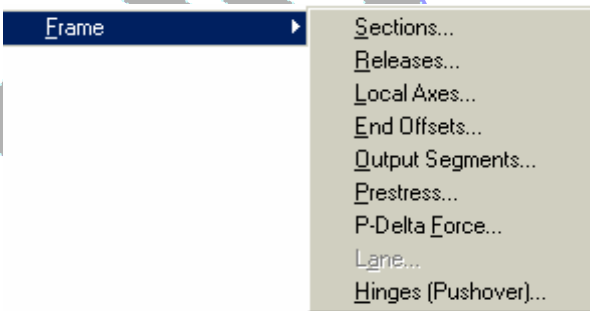 Frame
Sections...
Releases...
Local Axes...
End Offsets...
Output Segments...
Prestress...
P-Delta Force...
Lane...
Hinges (Pushover)...